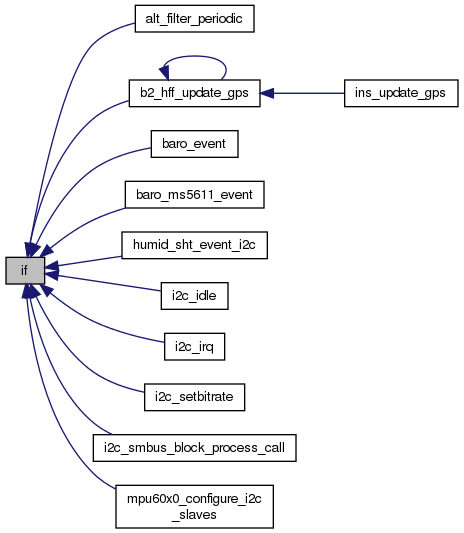 alt_filter_periodic
b2_hff_update_gps
ins_update_gps
baro_event
baro_ms5611_event
humid_sht_event_i2c
if
i2c_idle
i2c_irq
i2c_setbitrate
i2c_smbus_block_process_call
mpu60x0_configure_i2c
_slaves